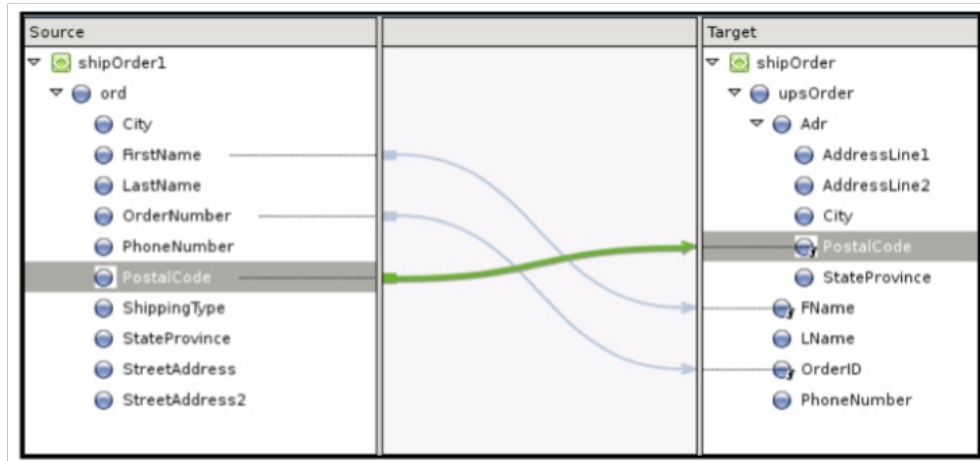 Source
shipOrder1
ord
City
FirstName
LastName
OrderNumber
PhoneNumber
PostalCode
ShippingType
StateProvince
StreetAddress
StreetAddress2
Target
shipOrder
upsOrder
Adr
AddressLine1
AddressLine2
City
PostalCode
StateProvince
FName
LName
OrderID
PhoneNumber